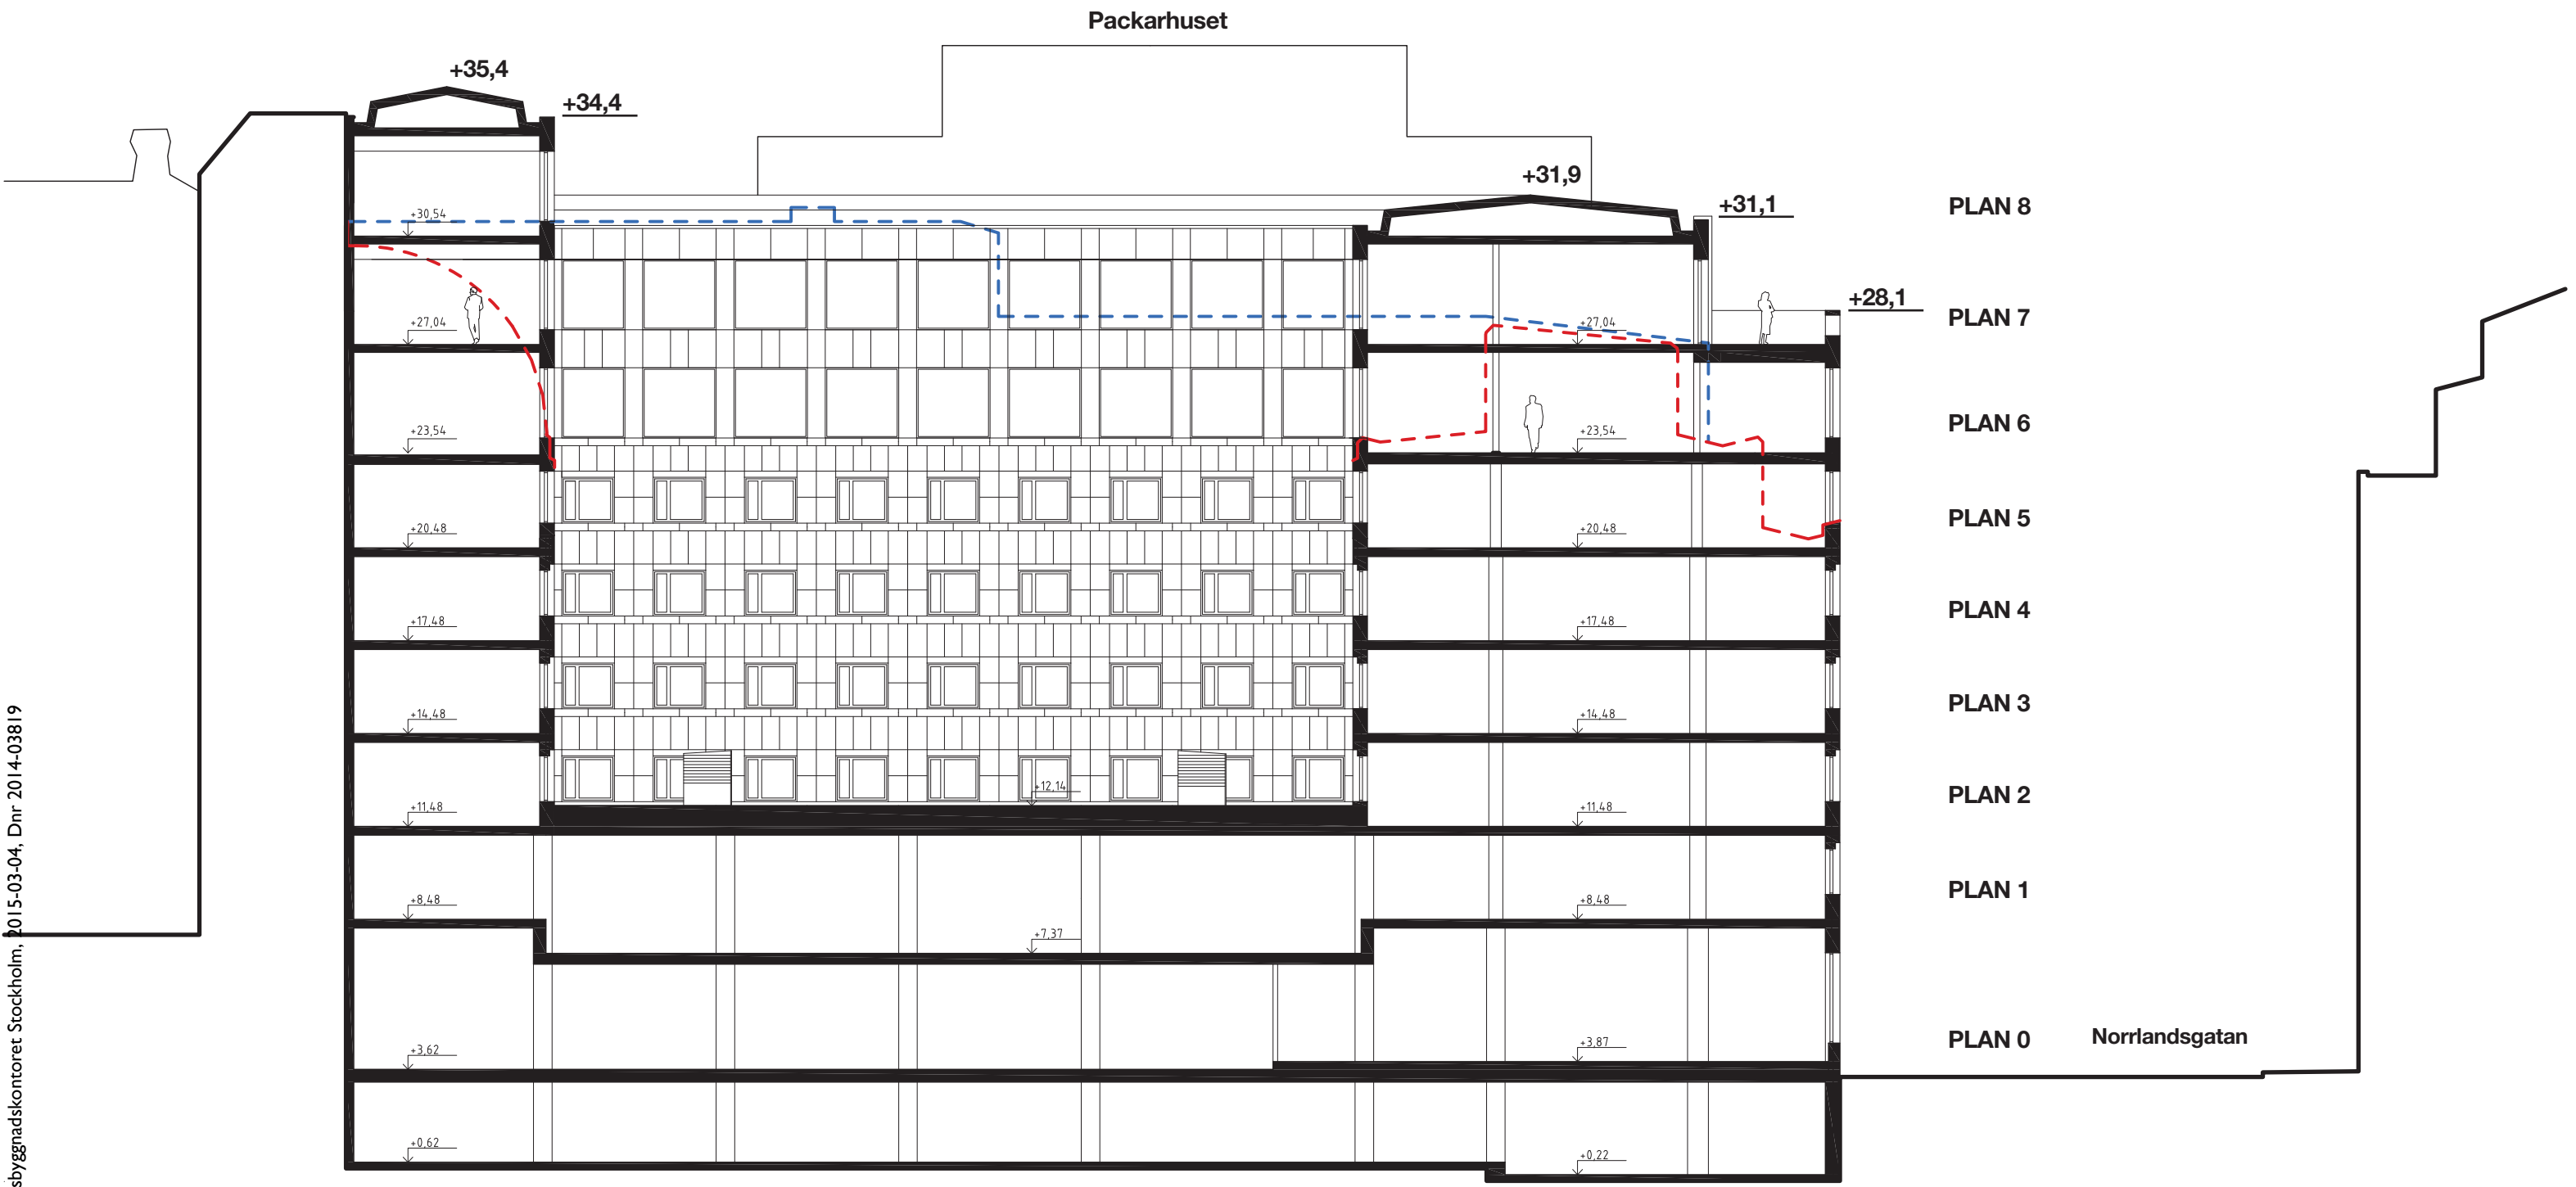 Packarhuset
+35,4
+34,4
+31,9
+31,1
+30,54
PLAN 8
+28,1
+27,04
+27,04
PLAN 7
+23,54
+23,54
PLAN 6
+20,48
+20,48
PLAN 5
+17,48
+17,48
PLAN 4
+14,48
+14,48
PLAN 3
+12,14
+11,48
+11,48
PLAN 2
+8,48
+8,48
PLAN 1
+7,37
+3,62
+3,87
PLAN 0
Norrlandsgatan
+0,62
+0,22
sbyggnadskontoret Stockholm, 2015-03-04, Dnr 2014-03819